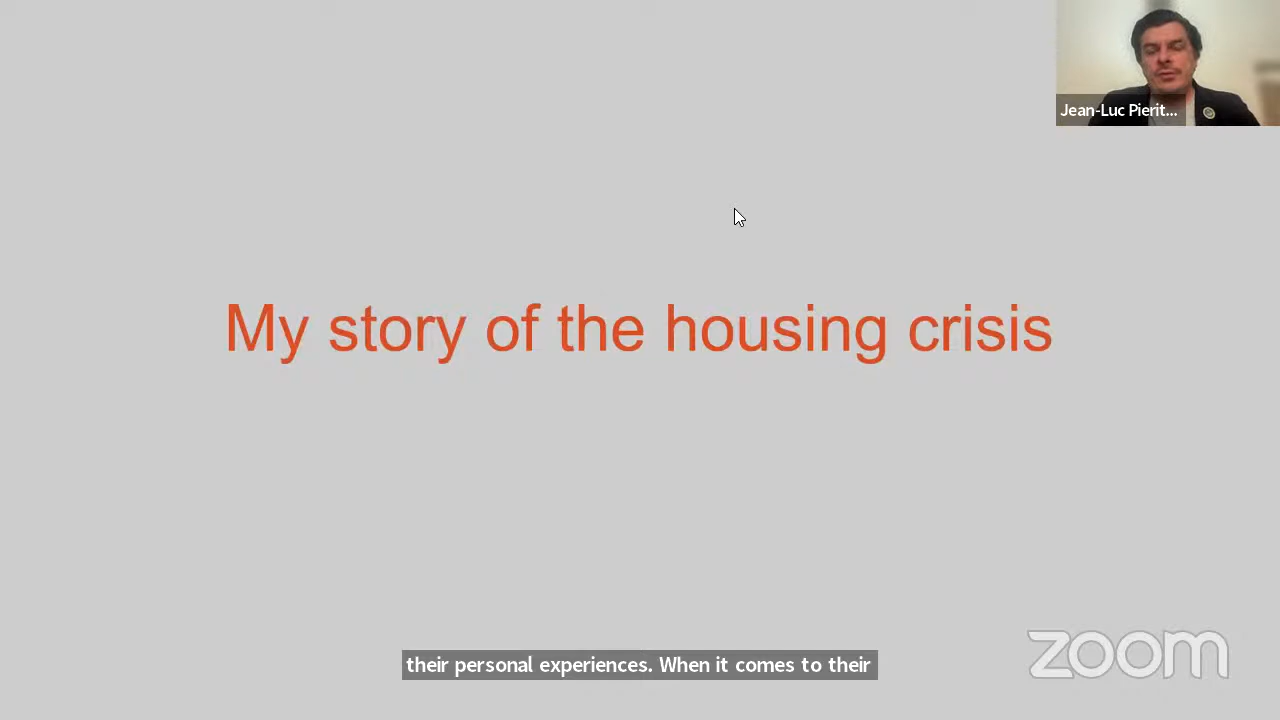 Jean-Luc Pierit...
My story of the housing crisis
their personal experiences. When it comes to their
zoom